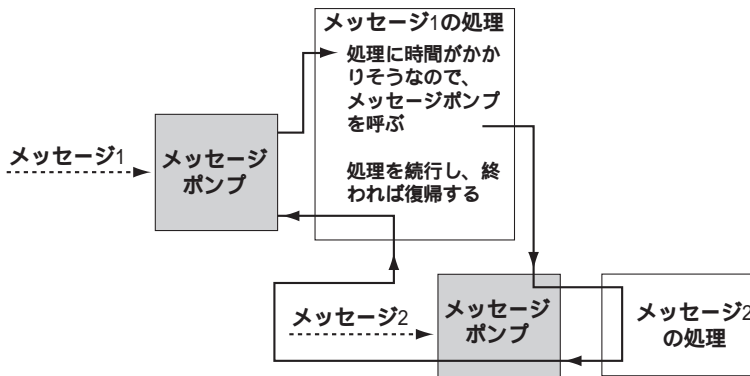 メッセージ1の処理
処理に時間がかか
りそうなので、
メッセージポンプ
を呼ぶ
メッセージ1
メッセージ
ポンプ
処理を続行し、終
われば復帰する
メッセージ2
メッセージ
ポンプ
メッセージ2
の処理